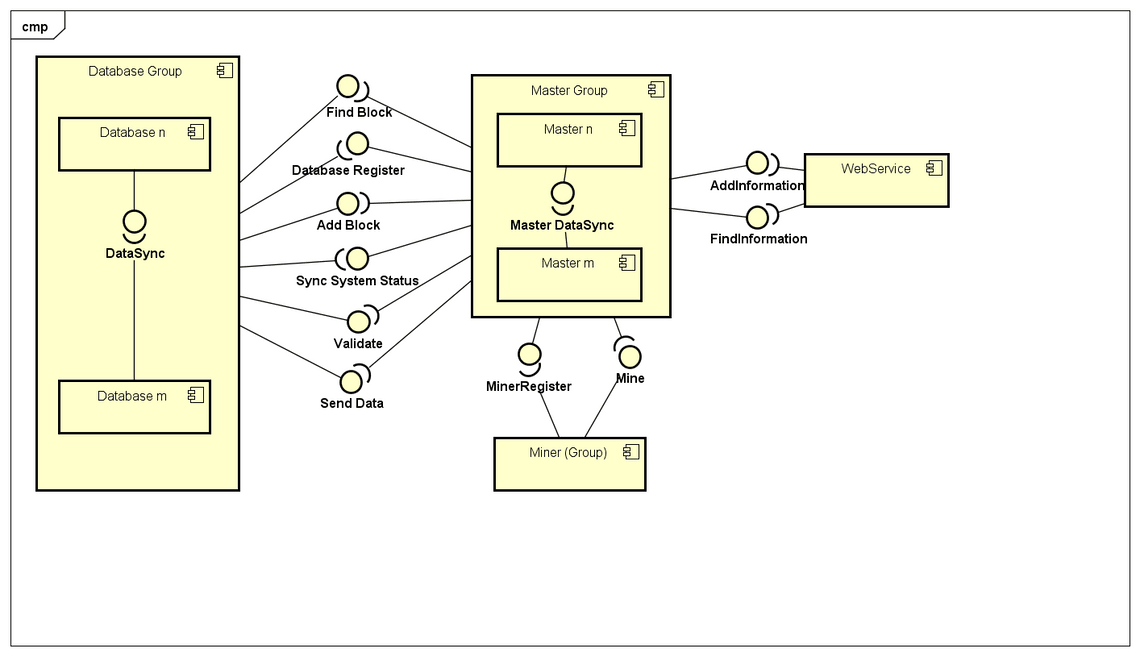 cmp
Database Group
Database n
DataSync
Database m
Find Block
Database Register
Add Block
Sync System Status
Validate
Send Data
Master Group
Master n
Master DataSync
Master m
MinerRegister
Mine
Miner (Group)
AddInformation
FindInformation
WebService